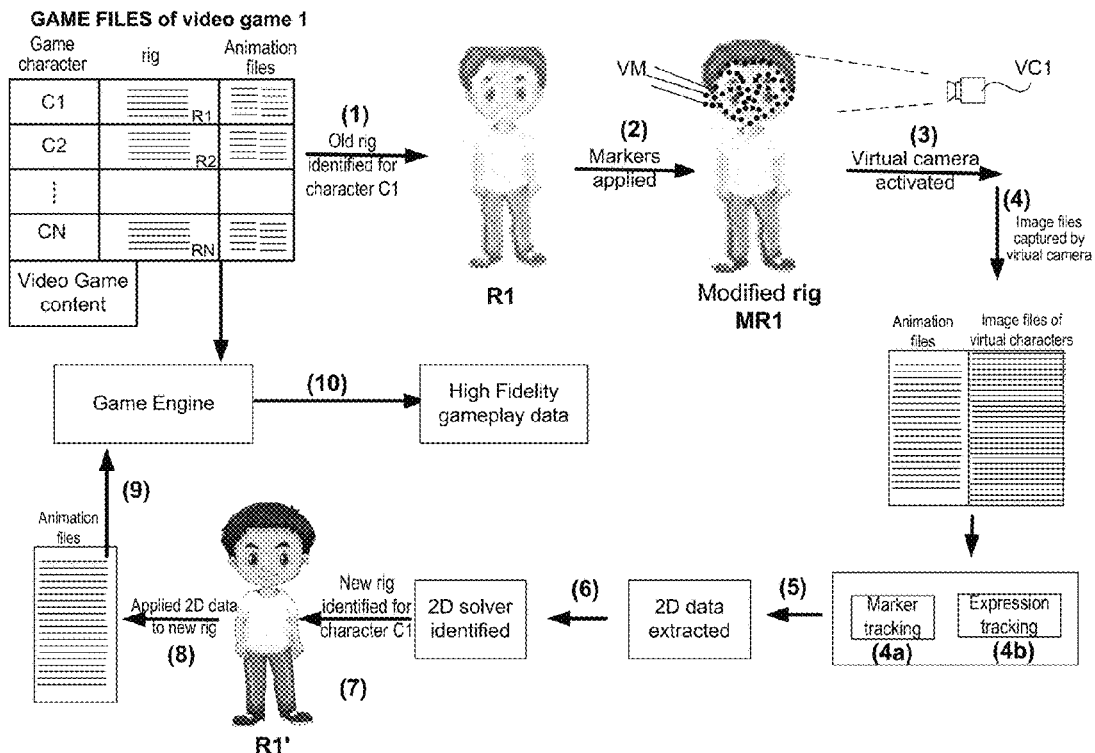 GAME FILES of video game 1
Game character
rig
Animation files
C1
R1
C2
R2
CN
RN
Video Game
content
(1)
Old rig
identified for
character C1
R1
VM
(2)
Markers
applied
Modified rig
MR1
VC1
(3)
Virtual camera
activated
(4)
Image files
captured by
virtual camera
Animation
files
Image files of
virtual characters
Marker
tracking
(4a)
Expression
tracking
(4b)
(5)
2D data
extracted
(6)
2D solver
identified
New rig
identified for
character C1
(7)
R1'
Applied 2D data
to new rig
(8)
Animation
files
(9)
Game Engine
(10)
High Fidelity
gameplay data